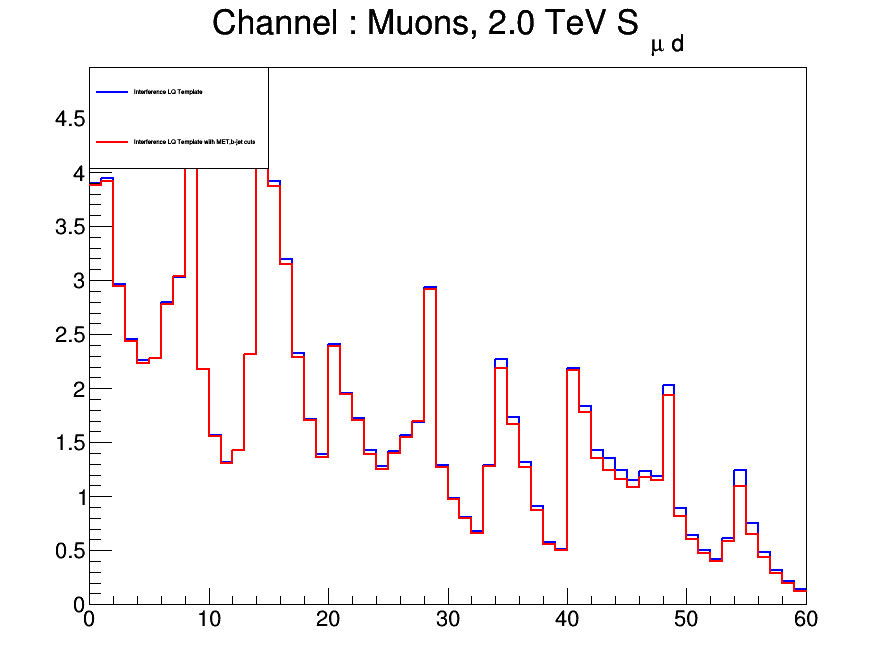 Channel : Muons, 2.0 TeV S μ d
Interference LQ Template
Interference LQ Template with MET,b-jet cuts
4.5
4
3.5
3
2.5
2
1.5
1
0.5
0
0 10 20 30 40 50 60